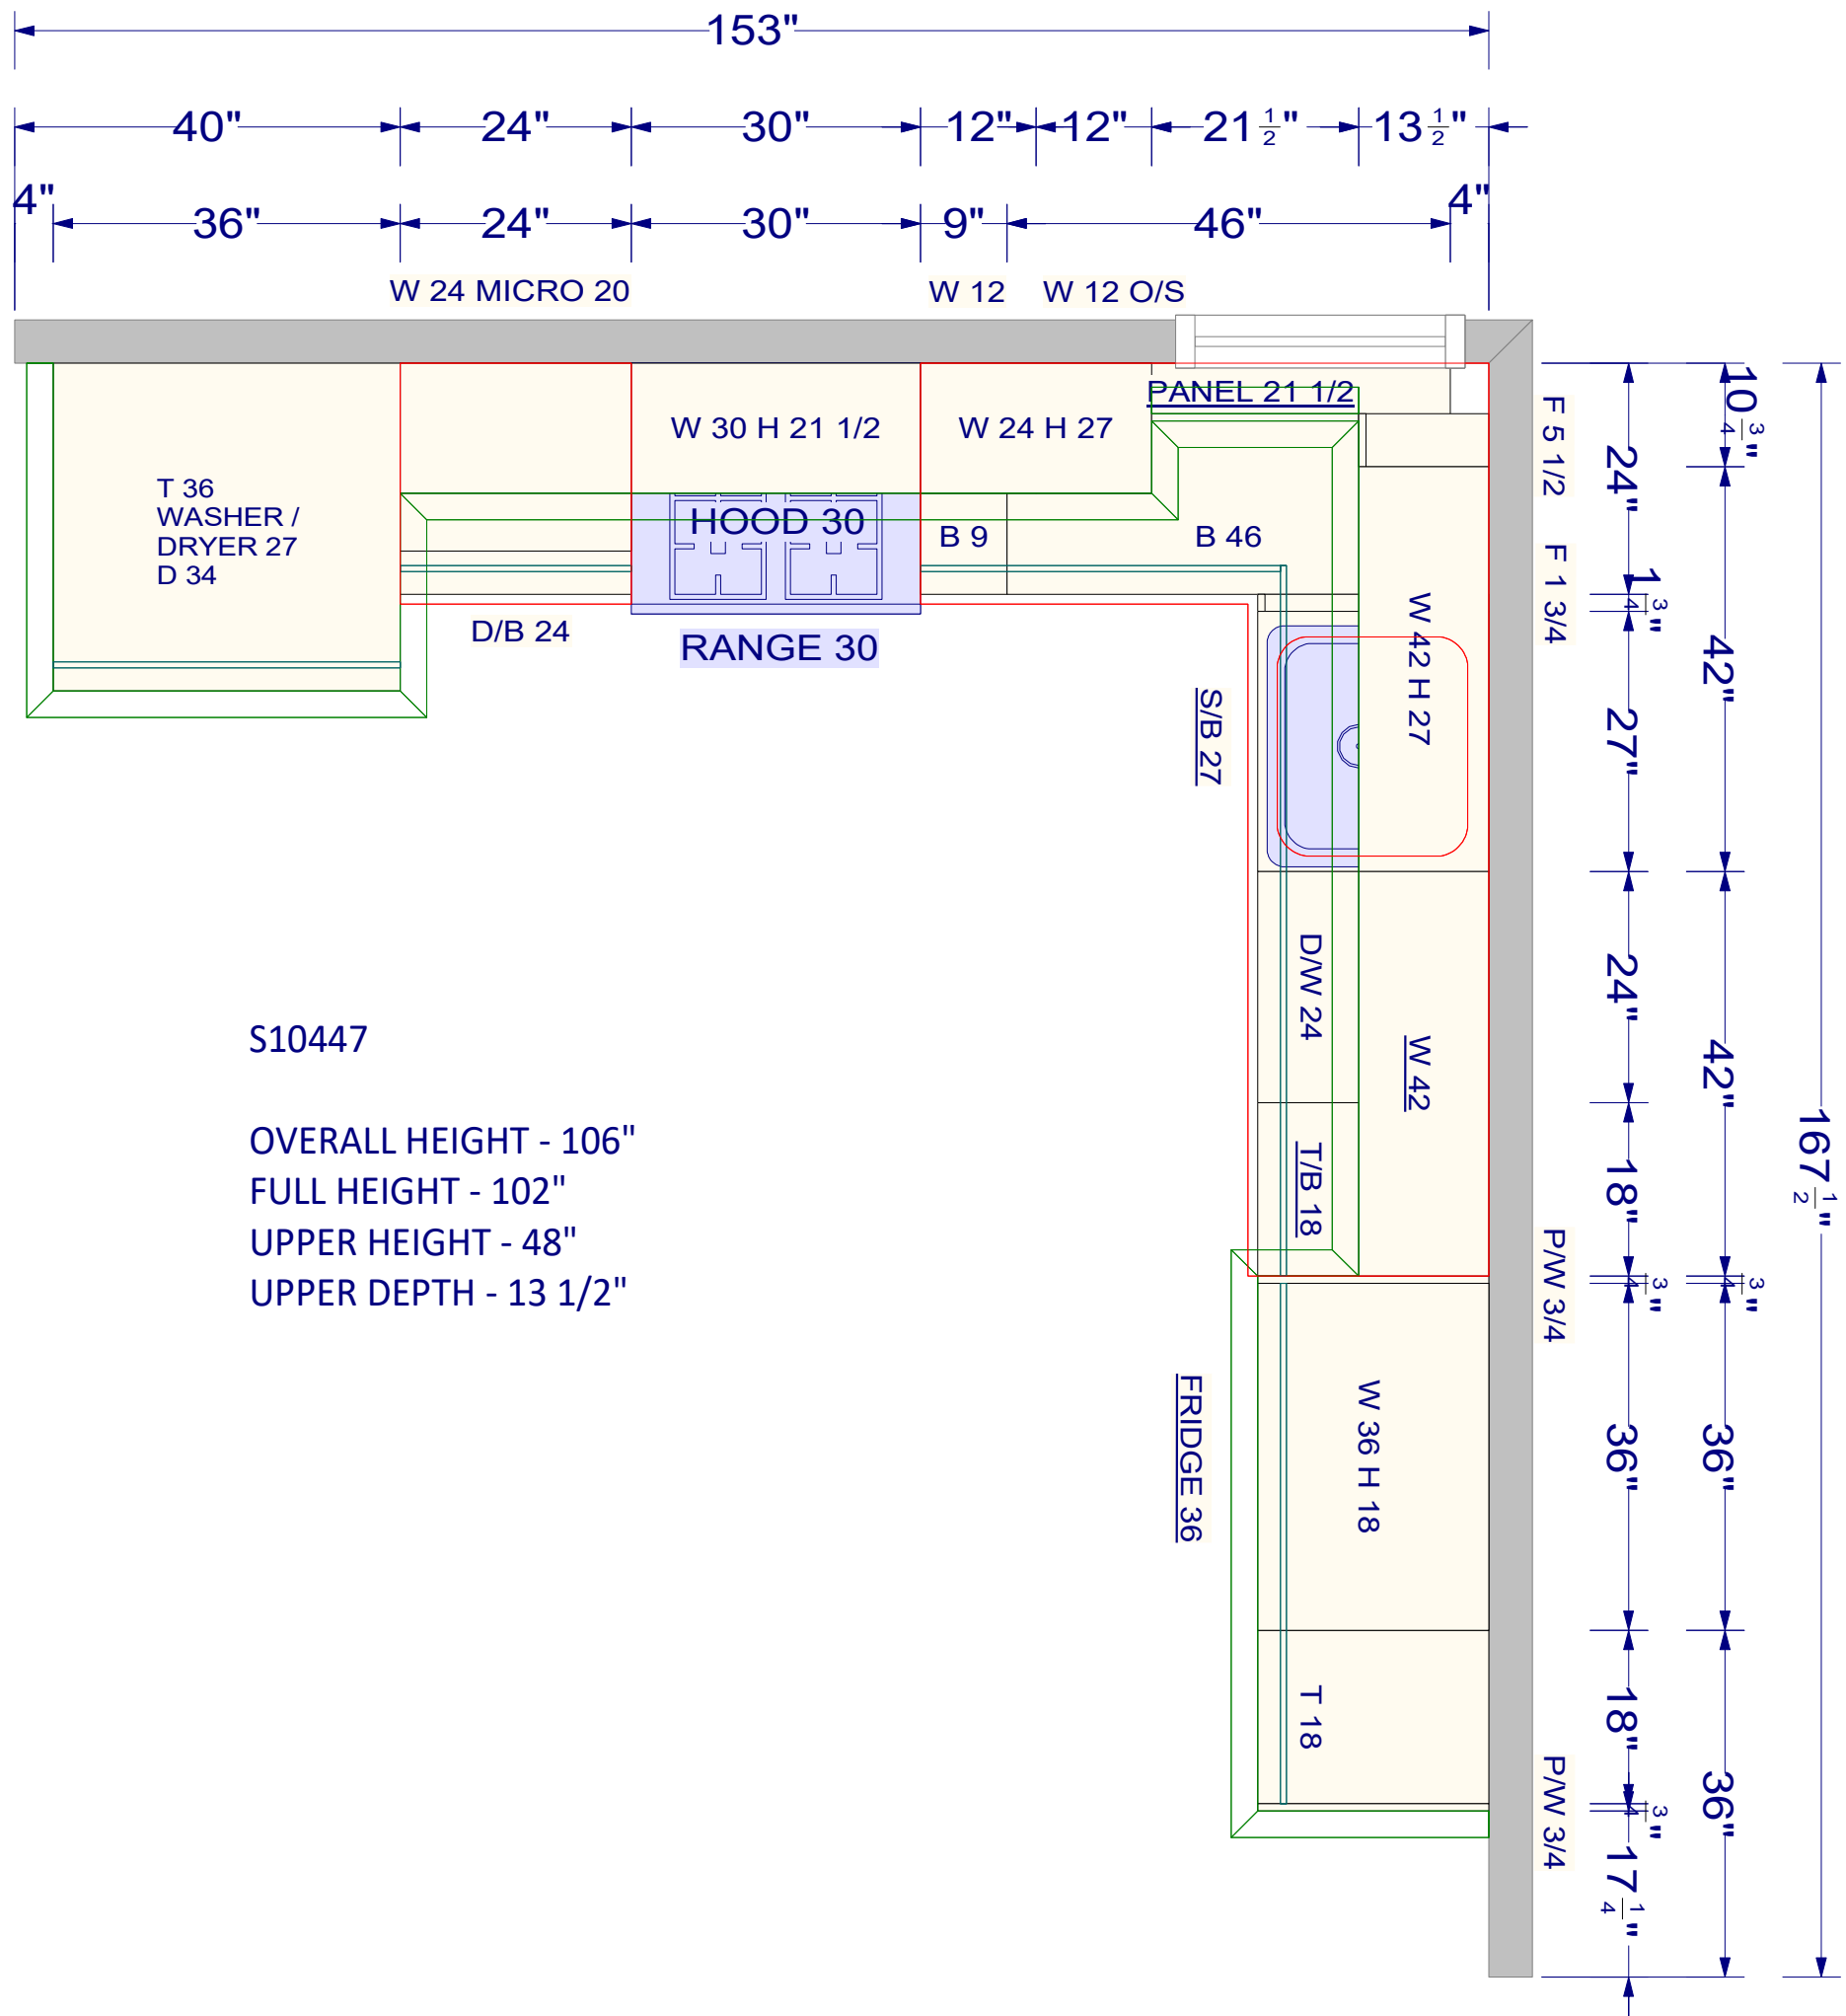 153"
40" 24" 30" 12" 12" 21 1/2" 13 1/2"
4" 36" 24" 30" 9" 46" 4"
W 24 MICRO 20 W 12 W 12 O/S
PANEL 21 1/2
W 30 H 21 1/2 W 24 H 27
T 36
WASHER /
DRYER 27
D 34
HOOD 30
B 9 B 46
D/B 24
RANGE 30
F 5 1/2
F 1 3/4
W 42 H 27
S/B 27
D/W 24
W 42
T/B 18
P/W 3/4
W 36 H 18
FRIDGE 36
T 18
P/W 3/4
24"
1 3/4"
27"
24"
18"
3/4"
36"
18"
3/4"
17 1/4"
10 3/4"
42"
42"
3/4"
36"
36"
167 1/2"
S10447
OVERALL HEIGHT - 106"
FULL HEIGHT - 102"
UPPER HEIGHT - 48"
UPPER DEPTH - 13 1/2"